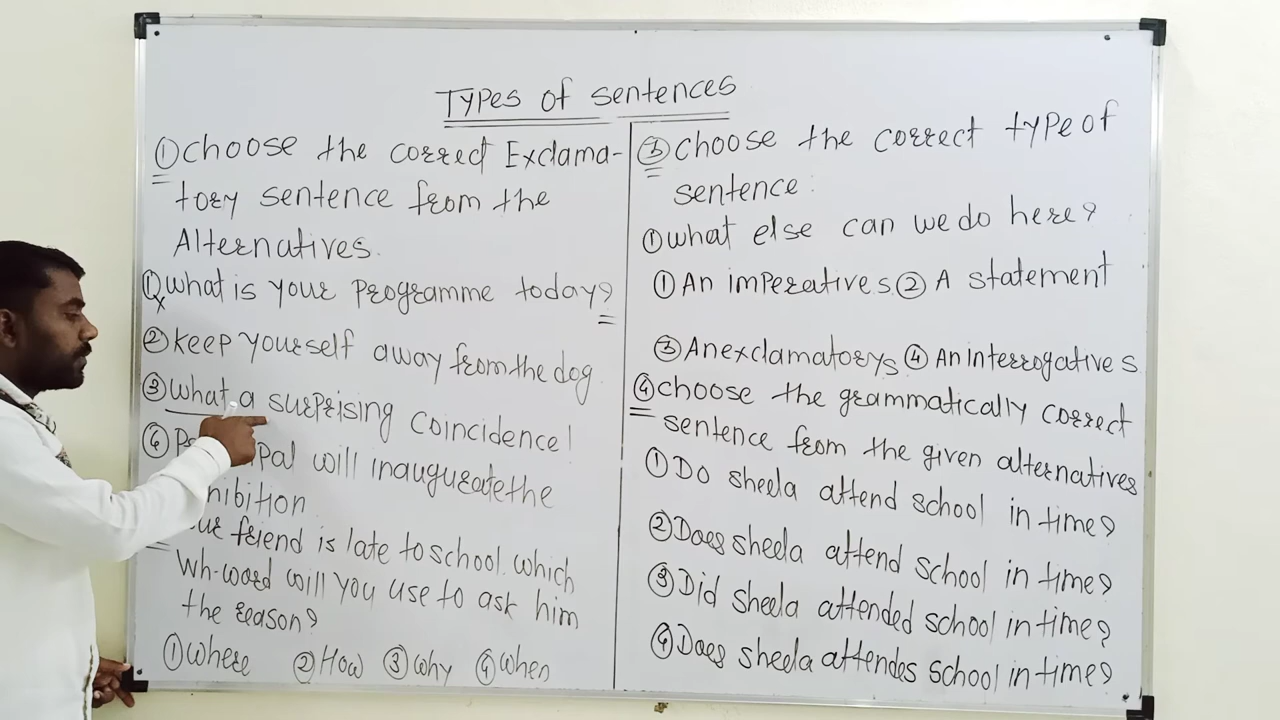 Types of sentences
① choose the correct Exclama-
tory sentence from the
Alternatives.
① what is your programme today?
② keep yourself away from the dog.
③ what a surprising coincidence!
④ will inaugurate the
friend is late to school. which
Wh-word will you use to ask him
the reason?
① where ② How ③ why ④ when
③ choose the correct type of
sentence:
① what else can we do here?
① An imperative s. ② A statement
③ An exclamatory s ④ An interrogative s.
④ choose the grammatically correct
sentence from the given alternatives
① Do sheela attend school in time?
② Does sheela attend school in time?
③ Did sheela attended school in time?
④ Does sheela attendes school in time?